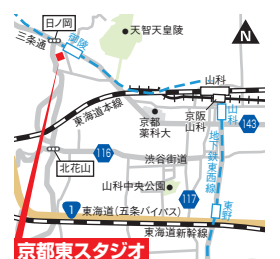 日ノ岡
三条通
御陵
天智天皇陵
N
山科
東海道本線
京都
薬科大
京阪
山科
山科
143
地下鉄東西線
116
渋谷街道
北花山
山科中央公園
117
東野
1
東海道(五条バイパス)
東海道新幹線
京都東スタジオ